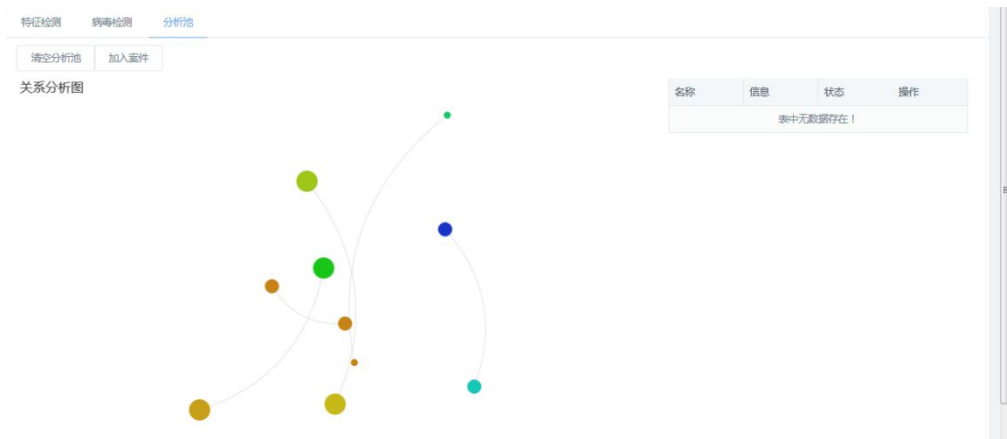 特征检测 病毒检测 分析池
清空分析池 加入案件
关系分析图
名称 信息 状态 操作
表中无数据存在！